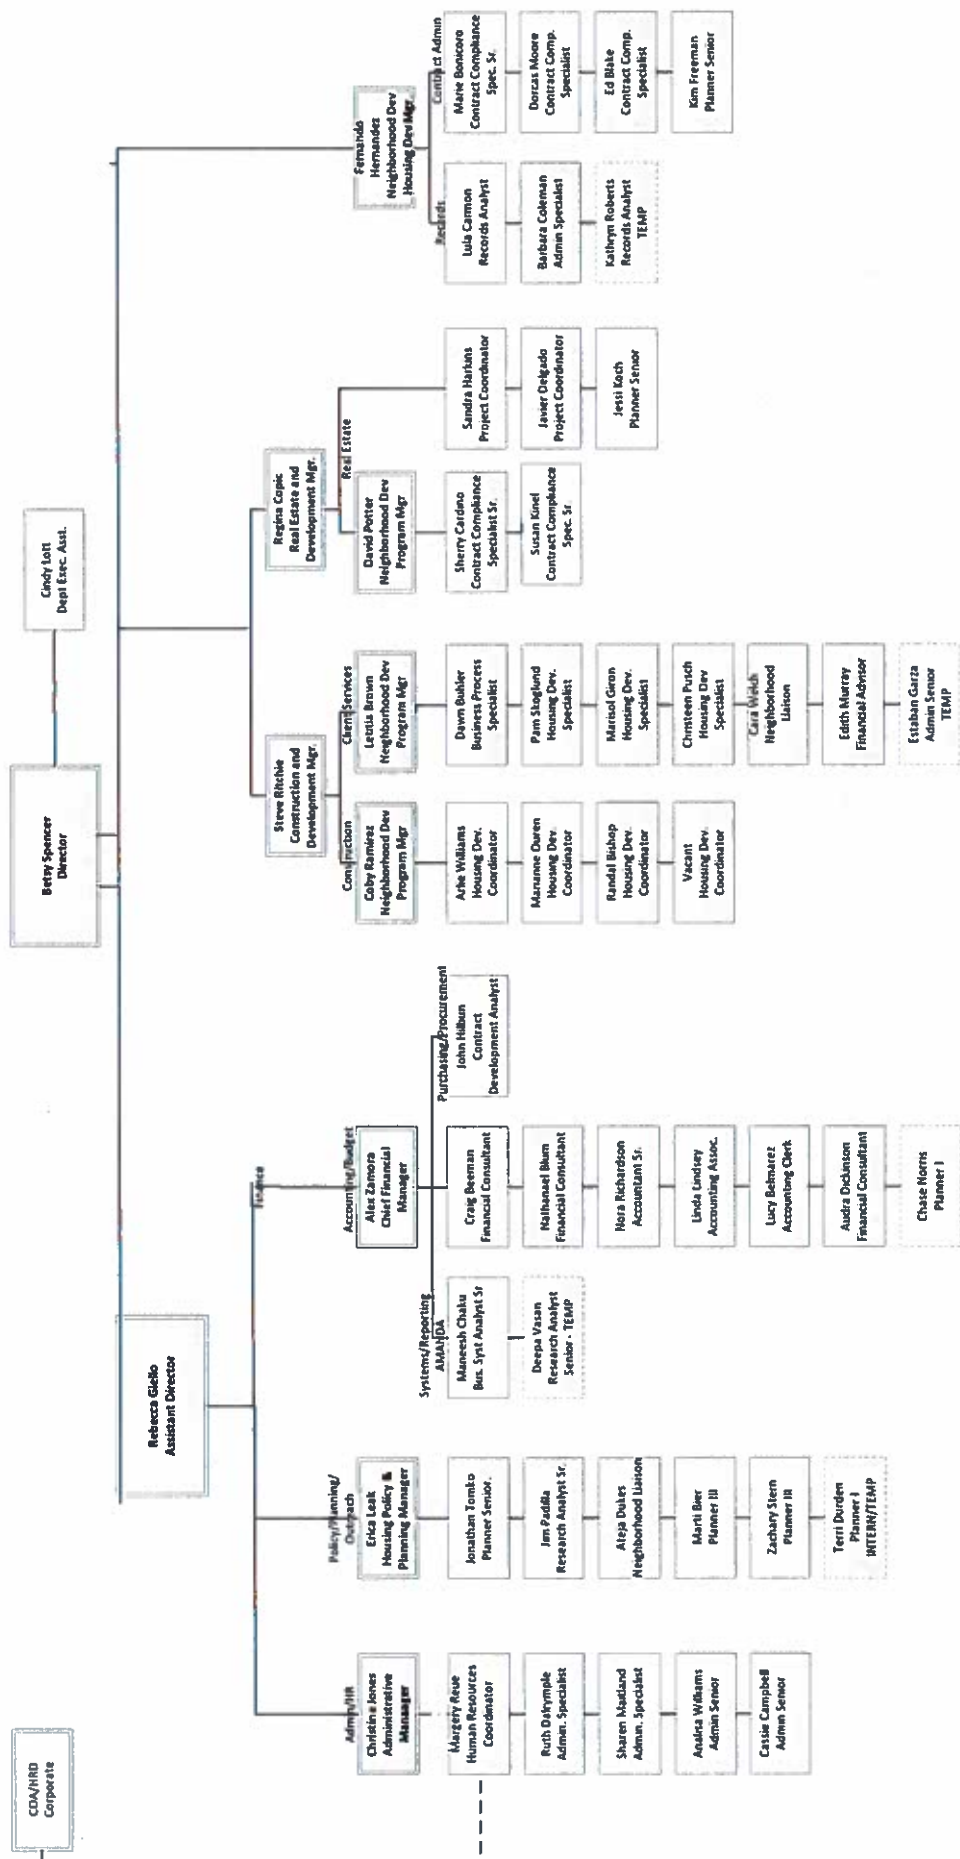 COA/HRD
Corporate
Betsy Spencer
Director
Cindy Lott
Dept Exec. Asst.
Rebecca Giello
Assistant Director
Admin/HR
Christine Jones
Administrative
Manager
Margery Reue
Human Resources
Coordinator
Ruth Dalrymple
Admin. Specialist
Sharen Maitland
Admin. Specialist
Analisa Williams
Admin Senior
Cassie Campbell
Admin Senior
Policy/Planning/
Outreach
Erica Leak
Housing Policy &
Planning Manager
Jonathan Tomko
Planner Senior.
Jim Padilla
Research Analyst Sr.
Aleja Dukes
Neighborhood Liaison
Marti Bier
Planner III
Zachary Stern
Planner III
Terri Durden
Planner I
INTERN/TEMP
Finance
Accounting/Budget
Alex Zamora
Chief Financial
Manager
Systems/Reporting
AMANDA
Maneesh Chaku
Bus. Syst Analyst Sr
Deepa Vasan
Research Analyst
Senior - TEMP
Craig Beeman
Financial Consultant
Nathanael Blum
Financial Consultant
Nora Richardson
Accountant Sr.
Linda Lindsey
Accounting Assoc.
Lucy Belmarez
Accounting Clerk
Audra Dickinson
Financial Consultant
Chase Norris
Planner I
Purchasing/Procurement
John Hilbun
Contract
Development Analyst
Steve Ritchie
Construction and
Development Mgr.
Construction
Coby Ramirez
Neighborhood Dev
Program Mgr
Williams
Housing Dev.
Coordinator
Marianne Duren
Housing Dev.
Coordinator
Randal Bishop
Housing Dev.
Coordinator
Vacant
Housing Dev.
Coordinator
Client Services
Letitia Brown
Neighborhood Dev
Program Mgr
Dawn Buhler
Business Process
Specialist
Pam Skoglund
Housing Dev.
Specialist
Marisol Giron
Housing Dev.
Specialist
Christeen Pusch
Housing Dev
Specialist
Cara Welch
Neighborhood
Liaison
Edith Murray
Financial Advisor
Estaban Garza
Admin Senior
TEMP
Regina Copic
Real Estate and
Development Mgr.
Real Estate
David Potter
Neighborhood Dev
Program Mgr
Sherry Cardino
Contract Compliance
Specialist Sr.
Susan Kinel
Contract Compliance
Spec. Sr.
Sandra Harkins
Project Coordinator
Javier Delgado
Project Coordinator
Jessi Koch
Planner Senior
Fernando
Hernandez
Neighborhood Dev
Housing Dev Mgr.
Records
Lula Carmon
Records Analyst
Barbara Coleman
Admin Specialist
Kathryn Roberts
Records Analyst
TEMP
Contract Admin
Marie Bonicoro
Contract Compliance
Spec. Sr.
Dorcas Moore
Contract Comp.
Specialist
Ed Blake
Contract Comp.
Specialist
Kim Freeman
Planner Senior